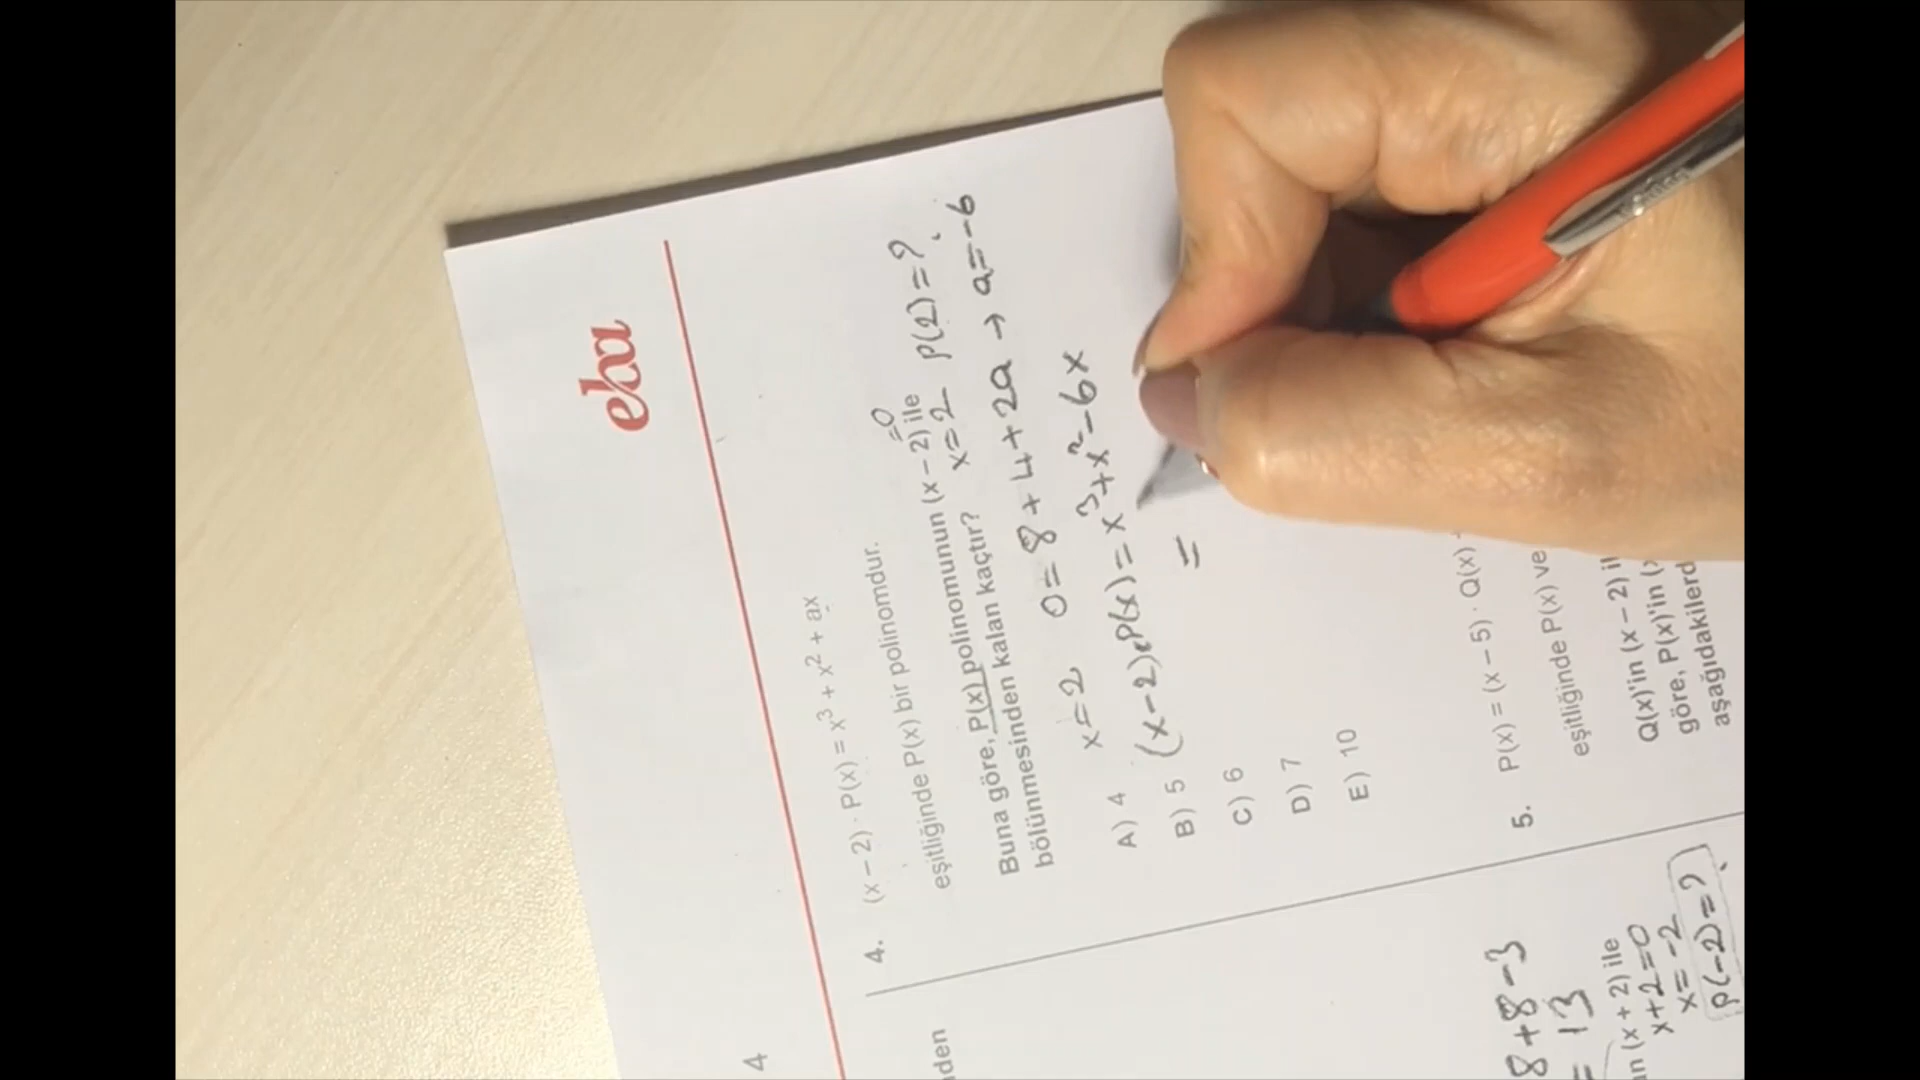 eba
4
4. (x − 2) · P(x) = x³ + x² + ax
eşitliğinde P(x) bir polinomdur.
=0
Buna göre, P(x) polinomunun (x − 2) ile
bölünmesinden kalan kaçtır? x=2 P(2)=?
x=2 0=8+4+2a → a=-6
A) 4
(x-2)·P(x)=x³+x²-6x
B) 5
=
C) 6
D) 7
E) 10
5. P(x) = (x − 5) · Q(x)
eşitliğinde P(x) ve
Q(x)'in (x − 2)
göre, P(x)'in
8+8-3
= 13
(x + 2) ile
x+2=0
x=-2
P(-2)=?